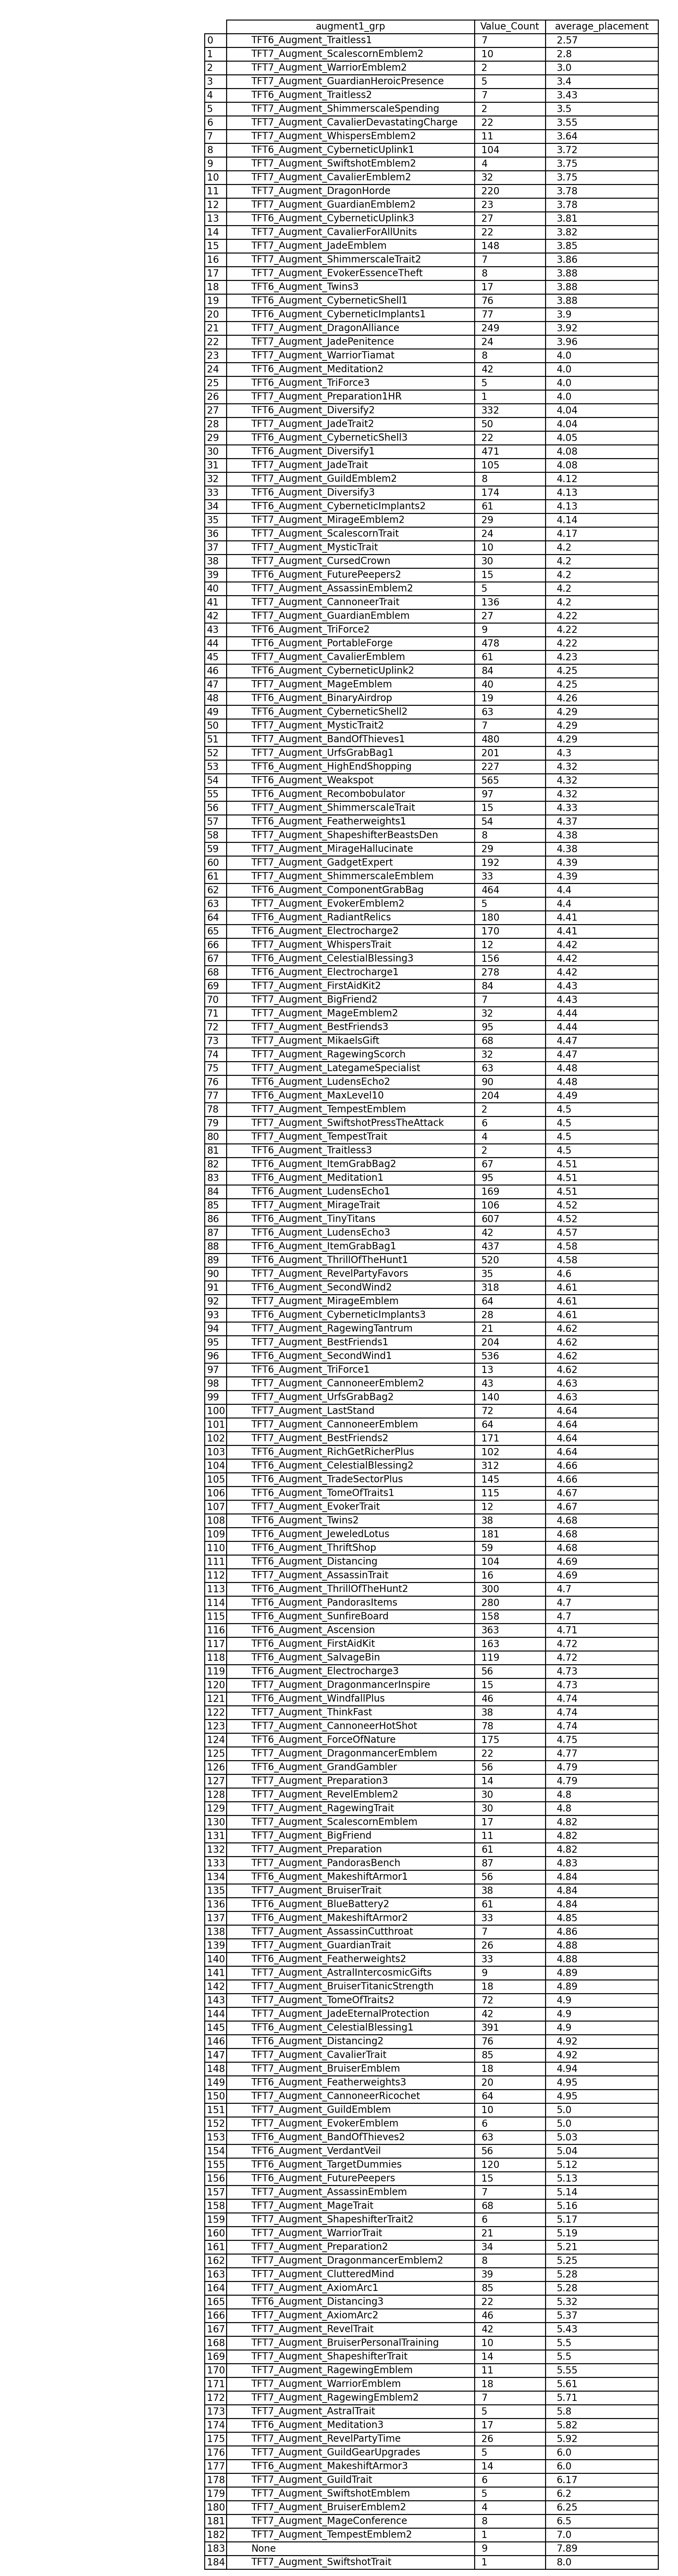 augment1_grp Value_Count average_placement
0 TFT6_Augment_Traitless1 7 2.57
1 TFT7_Augment_ScalescornEmblem2 10 2.8
2 TFT7_Augment_WarriorEmblem2 2 3.0
3 TFT7_Augment_GuardianHeroicPresence 5 3.4
4 TFT6_Augment_Traitless2 7 3.43
5 TFT7_Augment_ShimmerscaleSpending 2 3.5
6 TFT7_Augment_CavalierDevastatingCharge 22 3.55
7 TFT7_Augment_WhispersEmblem2 11 3.64
8 TFT6_Augment_CyberneticUplink1 104 3.72
9 TFT7_Augment_SwiftshotEmblem2 4 3.75
10 TFT7_Augment_CavalierEmblem2 32 3.75
11 TFT7_Augment_DragonHorde 220 3.78
12 TFT7_Augment_GuardianEmblem2 23 3.78
13 TFT6_Augment_CyberneticUplink3 27 3.81
14 TFT7_Augment_CavalierForAllUnits 22 3.82
15 TFT7_Augment_JadeEmblem 148 3.85
16 TFT7_Augment_ShimmerscaleTrait2 7 3.86
17 TFT7_Augment_EvokerEssenceTheft 8 3.88
18 TFT6_Augment_Twins3 17 3.88
19 TFT6_Augment_CyberneticShell1 76 3.88
20 TFT6_Augment_CyberneticImplants1 77 3.9
21 TFT7_Augment_DragonAlliance 249 3.92
22 TFT7_Augment_JadePenitence 24 3.96
23 TFT7_Augment_WarriorTiamat 8 4.0
24 TFT6_Augment_Meditation2 42 4.0
25 TFT6_Augment_TriForce3 5 4.0
26 TFT7_Augment_Preparation1HR 1 4.0
27 TFT6_Augment_Diversify2 332 4.04
28 TFT7_Augment_JadeTrait2 50 4.04
29 TFT6_Augment_CyberneticShell3 22 4.05
30 TFT6_Augment_Diversify1 471 4.08
31 TFT7_Augment_JadeTrait 105 4.08
32 TFT7_Augment_GuildEmblem2 8 4.12
33 TFT6_Augment_Diversify3 174 4.13
34 TFT6_Augment_CyberneticImplants2 61 4.13
35 TFT7_Augment_MirageEmblem2 29 4.14
36 TFT7_Augment_ScalescornTrait 24 4.17
37 TFT7_Augment_MysticTrait 10 4.2
38 TFT7_Augment_CursedCrown 30 4.2
39 TFT6_Augment_FuturePeepers2 15 4.2
40 TFT7_Augment_AssassinEmblem2 5 4.2
41 TFT7_Augment_CannoneerTrait 136 4.2
42 TFT7_Augment_GuardianEmblem 27 4.22
43 TFT6_Augment_TriForce2 9 4.22
44 TFT6_Augment_PortableForge 478 4.22
45 TFT7_Augment_CavalierEmblem 61 4.23
46 TFT6_Augment_CyberneticUplink2 84 4.25
47 TFT7_Augment_MageEmblem 40 4.25
48 TFT6_Augment_BinaryAirdrop 19 4.26
49 TFT6_Augment_CyberneticShell2 63 4.29
50 TFT7_Augment_MysticTrait2 7 4.29
51 TFT7_Augment_BandOfThieves1 480 4.29
52 TFT7_Augment_UrfsGrabBag1 201 4.3
53 TFT6_Augment_HighEndShopping 227 4.32
54 TFT6_Augment_Weakspot 565 4.32
55 TFT6_Augment_Recombobulator 97 4.32
56 TFT7_Augment_ShimmerscaleTrait 15 4.33
57 TFT6_Augment_Featherweights1 54 4.37
58 TFT7_Augment_ShapeshifterBeastsDen 8 4.38
59 TFT7_Augment_MirageHallucinate 29 4.38
60 TFT7_Augment_GadgetExpert 192 4.39
61 TFT7_Augment_ShimmerscaleEmblem 33 4.39
62 TFT6_Augment_ComponentGrabBag 464 4.4
63 TFT7_Augment_EvokerEmblem2 5 4.4
64 TFT6_Augment_RadiantRelics 180 4.41
65 TFT6_Augment_Electrocharge2 170 4.41
66 TFT7_Augment_WhispersTrait 12 4.42
67 TFT6_Augment_CelestialBlessing3 156 4.42
68 TFT6_Augment_Electrocharge1 278 4.42
69 TFT7_Augment_FirstAidKit2 84 4.43
70 TFT7_Augment_BigFriend2 7 4.43
71 TFT7_Augment_MageEmblem2 32 4.44
72 TFT7_Augment_BestFriends3 95 4.44
73 TFT7_Augment_MikaelsGift 68 4.47
74 TFT7_Augment_RagewingScorch 32 4.47
75 TFT7_Augment_LategameSpecialist 63 4.48
76 TFT6_Augment_LudensEcho2 90 4.48
77 TFT6_Augment_MaxLevel10 204 4.49
78 TFT7_Augment_TempestEmblem 2 4.5
79 TFT7_Augment_SwiftshotPressTheAttack 6 4.5
80 TFT7_Augment_TempestTrait 4 4.5
81 TFT6_Augment_Traitless3 2 4.5
82 TFT6_Augment_ItemGrabBag2 67 4.51
83 TFT6_Augment_Meditation1 95 4.51
84 TFT6_Augment_LudensEcho1 169 4.51
85 TFT7_Augment_MirageTrait 106 4.52
86 TFT6_Augment_TinyTitans 607 4.52
87 TFT6_Augment_LudensEcho3 42 4.57
88 TFT6_Augment_ItemGrabBag1 437 4.58
89 TFT6_Augment_ThrillOfTheHunt1 520 4.58
90 TFT7_Augment_RevelPartyFavors 35 4.6
91 TFT6_Augment_SecondWind2 318 4.61
92 TFT7_Augment_MirageEmblem 64 4.61
93 TFT6_Augment_CyberneticImplants3 28 4.61
94 TFT7_Augment_RagewingTantrum 21 4.62
95 TFT7_Augment_BestFriends1 204 4.62
96 TFT6_Augment_SecondWind1 536 4.62
97 TFT6_Augment_TriForce1 13 4.62
98 TFT7_Augment_CannoneerEmblem2 43 4.63
99 TFT7_Augment_UrfsGrabBag2 140 4.63
100 TFT7_Augment_LastStand 72 4.64
101 TFT7_Augment_CannoneerEmblem 64 4.64
102 TFT7_Augment_BestFriends2 171 4.64
103 TFT6_Augment_RichGetRicherPlus 102 4.64
104 TFT6_Augment_CelestialBlessing2 312 4.66
105 TFT6_Augment_TradeSectorPlus 145 4.66
106 TFT6_Augment_TomeOfTraits1 115 4.67
107 TFT7_Augment_EvokerTrait 12 4.67
108 TFT6_Augment_Twins2 38 4.68
109 TFT6_Augment_JeweledLotus 181 4.68
110 TFT6_Augment_ThriftShop 59 4.68
111 TFT6_Augment_Distancing 104 4.69
112 TFT7_Augment_AssassinTrait 16 4.69
113 TFT6_Augment_ThrillOfTheHunt2 300 4.7
114 TFT6_Augment_PandorasItems 280 4.7
115 TFT6_Augment_SunfireBoard 158 4.7
116 TFT6_Augment_Ascension 363 4.71
117 TFT6_Augment_FirstAidKit 163 4.72
118 TFT6_Augment_SalvageBin 119 4.72
119 TFT6_Augment_Electrocharge3 56 4.73
120 TFT7_Augment_DragonmancerInspire 15 4.73
121 TFT6_Augment_WindfallPlus 46 4.74
122 TFT7_Augment_ThinkFast 38 4.74
123 TFT7_Augment_CannoneerHotShot 78 4.74
124 TFT6_Augment_ForceOfNature 175 4.75
125 TFT7_Augment_DragonmancerEmblem 22 4.77
126 TFT6_Augment_GrandGambler 56 4.79
127 TFT7_Augment_Preparation3 14 4.79
128 TFT7_Augment_RevelEmblem2 30 4.8
129 TFT7_Augment_RagewingTrait 30 4.8
130 TFT7_Augment_ScalescornEmblem 17 4.82
131 TFT7_Augment_BigFriend 11 4.82
132 TFT7_Augment_Preparation 61 4.82
133 TFT7_Augment_PandorasBench 87 4.83
134 TFT6_Augment_MakeshiftArmor1 56 4.84
135 TFT7_Augment_BruiserTrait 38 4.84
136 TFT6_Augment_BlueBattery2 61 4.84
137 TFT6_Augment_MakeshiftArmor2 33 4.85
138 TFT7_Augment_AssassinCutthroat 7 4.86
139 TFT7_Augment_GuardianTrait 26 4.88
140 TFT6_Augment_Featherweights2 33 4.88
141 TFT7_Augment_AstralIntercosmicGifts 9 4.89
142 TFT7_Augment_BruiserTitanicStrength 18 4.89
143 TFT7_Augment_TomeOfTraits2 72 4.9
144 TFT7_Augment_JadeEternalProtection 42 4.9
145 TFT6_Augment_CelestialBlessing1 391 4.9
146 TFT6_Augment_Distancing2 76 4.92
147 TFT7_Augment_CavalierTrait 85 4.92
148 TFT7_Augment_BruiserEmblem 18 4.94
149 TFT6_Augment_Featherweights3 20 4.95
150 TFT7_Augment_CannoneerRicochet 64 4.95
151 TFT7_Augment_GuildEmblem 10 5.0
152 TFT7_Augment_EvokerEmblem 6 5.0
153 TFT7_Augment_BandOfThieves2 63 5.03
154 TFT6_Augment_VerdantVeil 56 5.04
155 TFT6_Augment_TargetDummies 120 5.12
156 TFT6_Augment_FuturePeepers 15 5.13
157 TFT7_Augment_AssassinEmblem 7 5.14
158 TFT7_Augment_MageTrait 68 5.16
159 TFT7_Augment_ShapeshifterTrait2 6 5.17
160 TFT7_Augment_WarriorTrait 21 5.19
161 TFT7_Augment_Preparation2 34 5.21
162 TFT7_Augment_DragonmancerEmblem2 8 5.25
163 TFT7_Augment_ClutteredMind 39 5.28
164 TFT7_Augment_AxiomArc1 85 5.28
165 TFT6_Augment_Distancing3 22 5.32
166 TFT7_Augment_AxiomArc2 46 5.37
167 TFT7_Augment_RevelTrait 42 5.43
168 TFT7_Augment_BruiserPersonalTraining 10 5.5
169 TFT7_Augment_ShapeshifterTrait 14 5.5
170 TFT7_Augment_RagewingEmblem 11 5.55
171 TFT7_Augment_WarriorEmblem 18 5.61
172 TFT7_Augment_RagewingEmblem2 7 5.71
173 TFT7_Augment_AstralTrait 5 5.8
174 TFT6_Augment_Meditation3 17 5.82
175 TFT7_Augment_RevelPartyTime 26 5.92
176 TFT7_Augment_GuildGearUpgrades 5 6.0
177 TFT6_Augment_MakeshiftArmor3 14 6.0
178 TFT7_Augment_GuildTrait 6 6.17
179 TFT7_Augment_SwiftshotEmblem 5 6.2
180 TFT7_Augment_BruiserEmblem2 4 6.25
181 TFT7_Augment_MageConference 8 6.5
182 TFT7_Augment_TempestEmblem2 1 7.0
183 None 9 7.89
184 TFT7_Augment_SwiftshotTrait 1 8.0